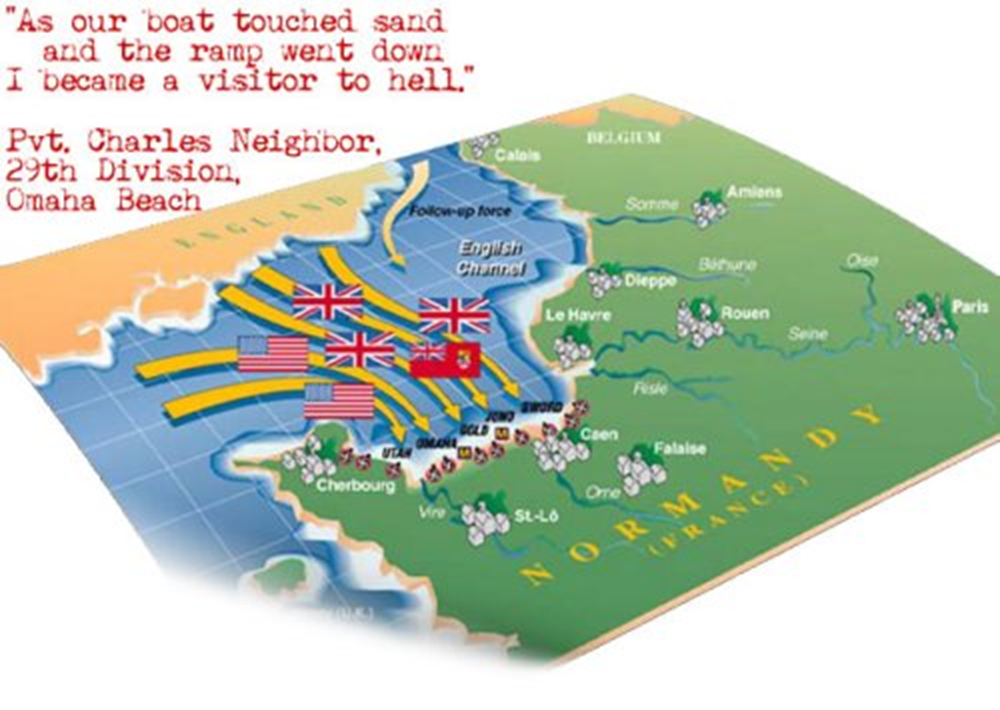 "As our boat touched sand
and the ramp went down
I became a visitor to hell."
Pvt. Charles Neighbor,
29th Division,
Omaha Beach
BELGIUM
Calais
ENGLAND
Follow-up force
Somme
Amiens
English
Channel
Dieppe
Béthune
Oise
Le Havre
Rouen
Seine
Paris
Risle
UTAH
OMAHA
GOLD
JUNO
SWORD
Caen
Falaise
Cherbourg
Orne
Vire
St.-Lô
NORMANDY
(FRANCE)
(U.K.)